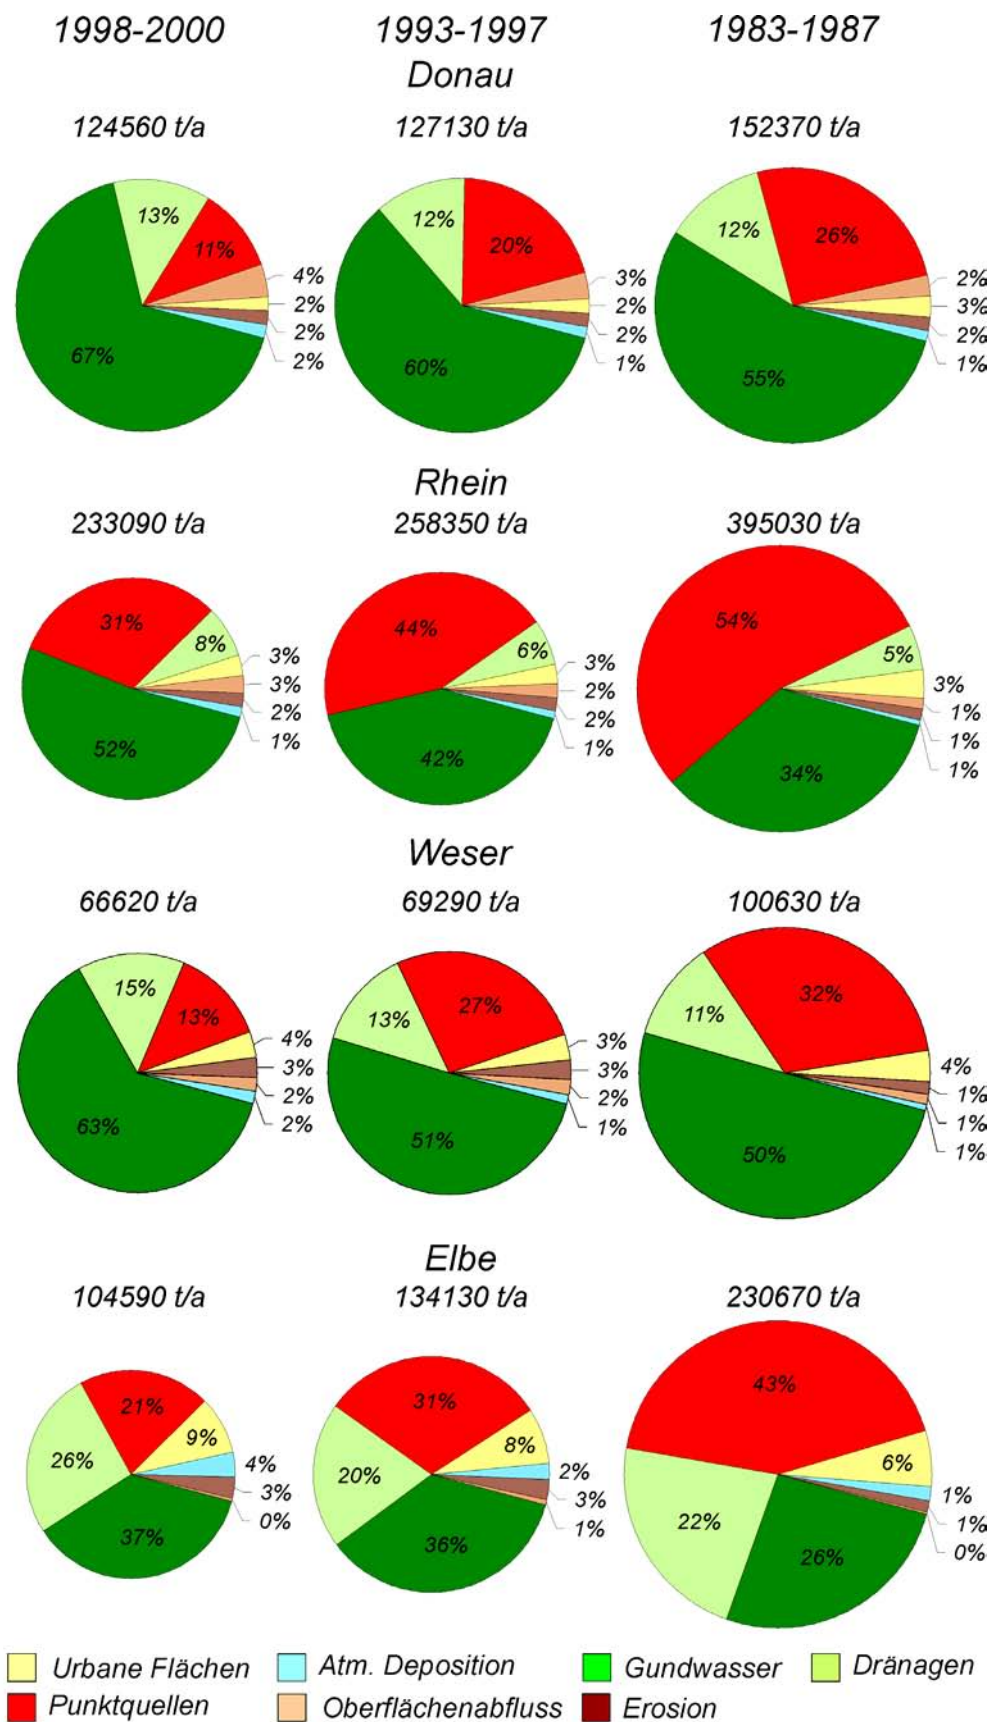 1998-2000 1993-1997 1983-1987
Donau
124560 t/a 127130 t/a 152370 t/a
13% 11% 4% 2% 2% 2% 67%
12% 20% 3% 2% 2% 1% 60%
12% 26% 2% 3% 2% 1% 55%
Rhein
233090 t/a 258350 t/a 395030 t/a
31% 8% 3% 3% 2% 1% 52%
44% 6% 3% 2% 2% 1% 42%
54% 5% 3% 1% 1% 1% 34%
Weser
66620 t/a 69290 t/a 100630 t/a
15% 13% 4% 3% 2% 2% 63%
13% 27% 3% 3% 2% 1% 51%
11% 32% 4% 1% 1% 1% 50%
Elbe
104590 t/a 134130 t/a 230670 t/a
21% 9% 4% 3% 0% 37% 26%
31% 8% 2% 3% 1% 36% 20%
43% 6% 1% 1% 0% 26% 22%
Urbane Flächen Atm. Deposition Gundwasser Dränagen
Punktquellen Oberflächenabfluss Erosion